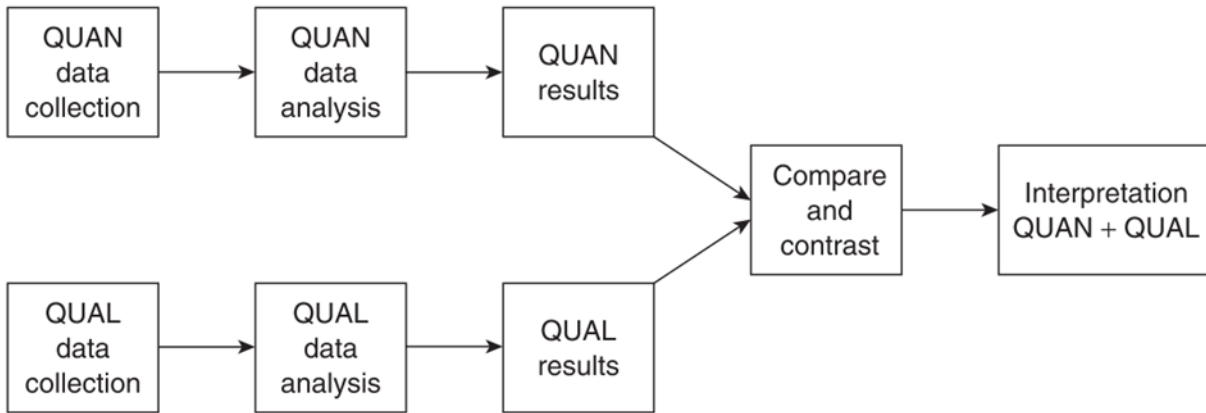 QUAN
data
collection
QUAN
data
analysis
QUAN
results
QUAL
data
collection
QUAL
data
analysis
QUAL
results
Compare
and
contrast
Interpretation
QUAN + QUAL